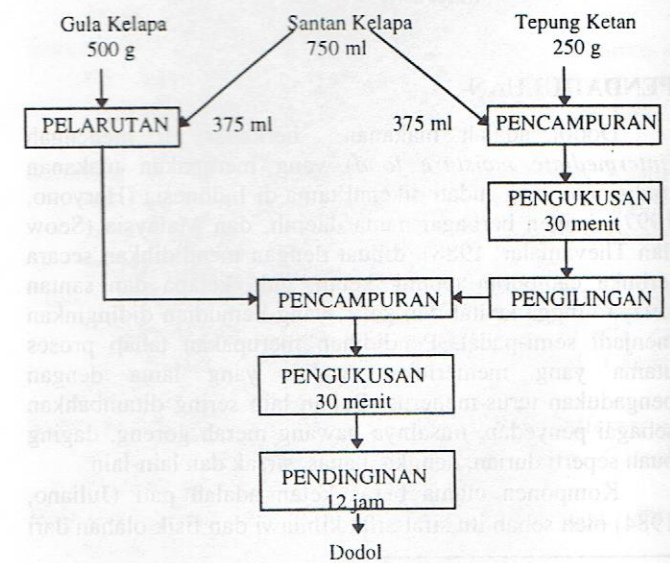 Gula Kelapa
500 g
Santan Kelapa
750 ml
Tepung Ketan
250 g
PELARUTAN
375 ml
375 ml
PENCAMPURAN
PENGUKUSAN
30 menit
PENCAMPURAN
PENGILINGAN
PENGUKUSAN
30 menit
PENDINGINAN
12 jam
Dodol